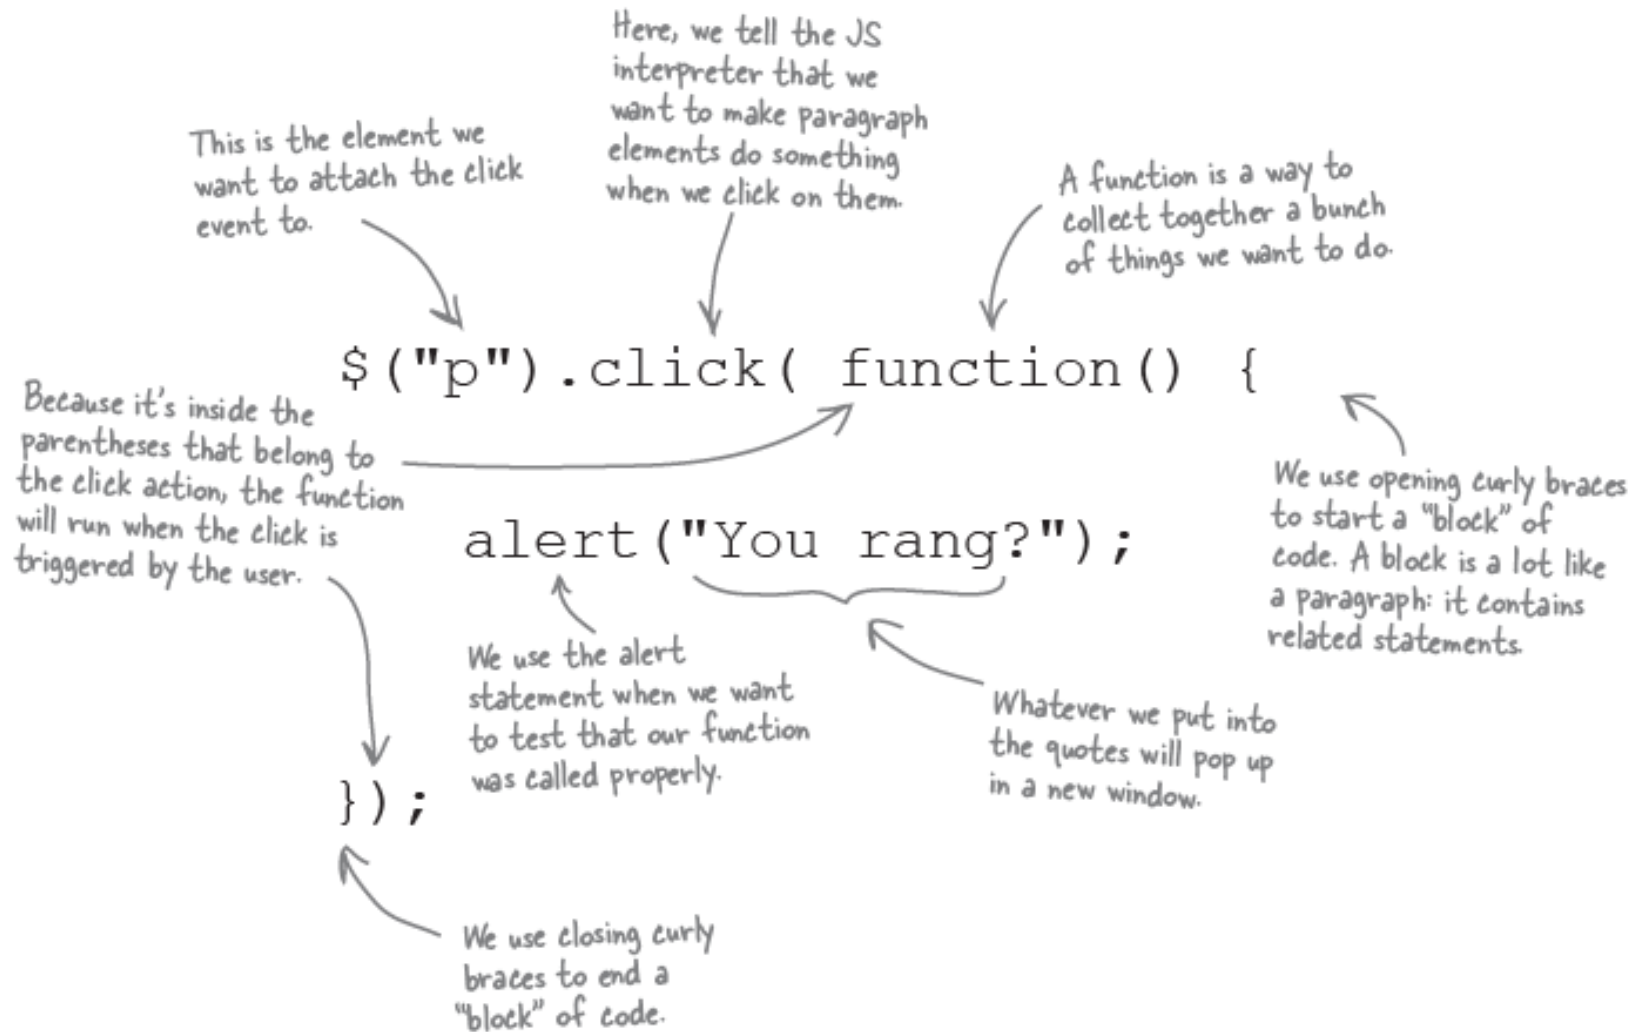 Here, we tell the JS
interpreter that we
want to make paragraph
elements do something
when we click on them.
This is the element we
want to attach the click
event to.
A function is a way to
collect together a bunch
of things we want to do.
$("p").click( function() {
Because it's inside the
parentheses that belong to
the click action, the function
will run when the click is
triggered by the user.
We use opening curly braces
to start a "block" of
code. A block is a lot like
a paragraph: it contains
related statements.
alert("You rang?");
We use the alert
statement when we want
to test that our function
was called properly.
Whatever we put into
the quotes will pop up
in a new window.
});
We use closing curly
braces to end a
"block" of code.